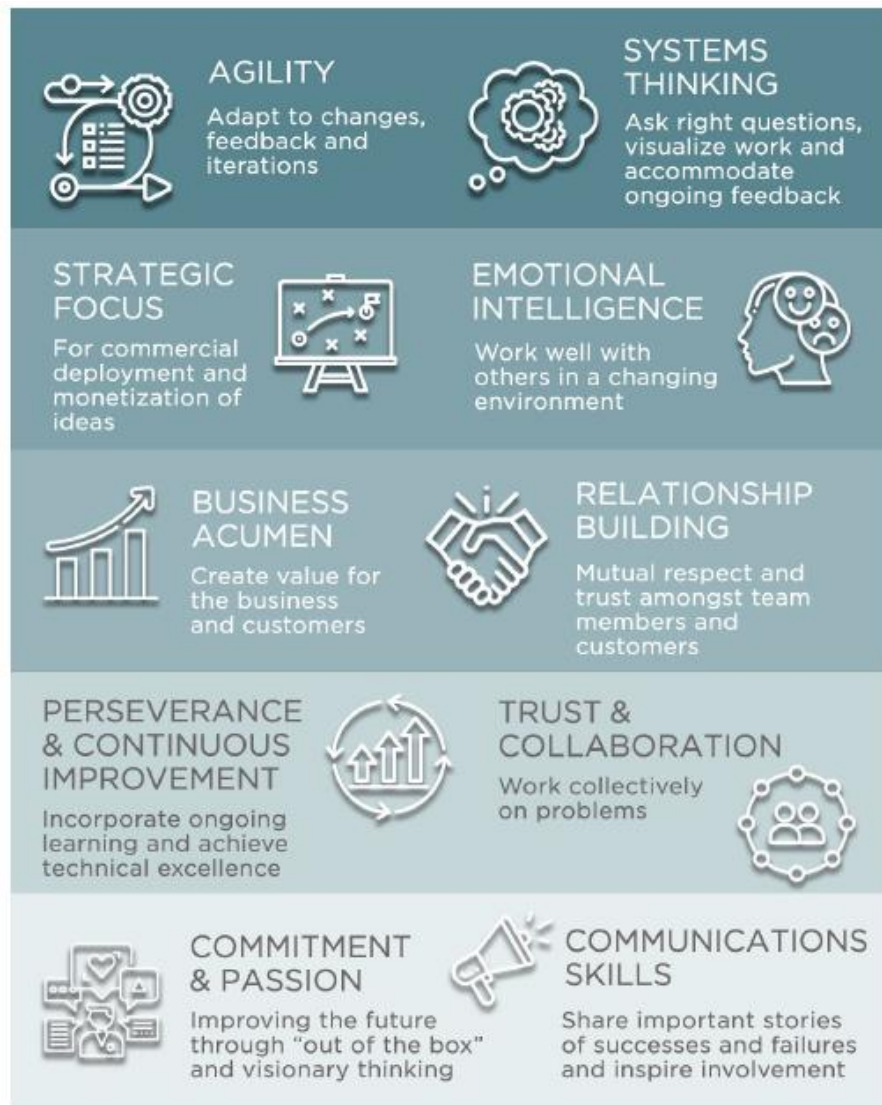 AGILITY
Adapt to changes,
feedback and
iterations
SYSTEMS
THINKING
Ask right questions,
visualize work and
accommodate
ongoing feedback
STRATEGIC
FOCUS
For commercial
deployment and
monetization of
ideas
EMOTIONAL
INTELLIGENCE
Work well with
others in a changing
environment
BUSINESS
ACUMEN
Create value for
the business
and customers
RELATIONSHIP
BUILDING
Mutual respect and
trust amongst team
members and
customers
PERSEVERANCE
& CONTINUOUS
IMPROVEMENT
Incorporate ongoing
learning and achieve
technical excellence
TRUST &
COLLABORATION
Work collectively
on problems
COMMITMENT
& PASSION
Improving the future
through “out of the box”
and visionary thinking
COMMUNICATIONS
SKILLS
Share important stories
of successes and failures
and inspire involvement